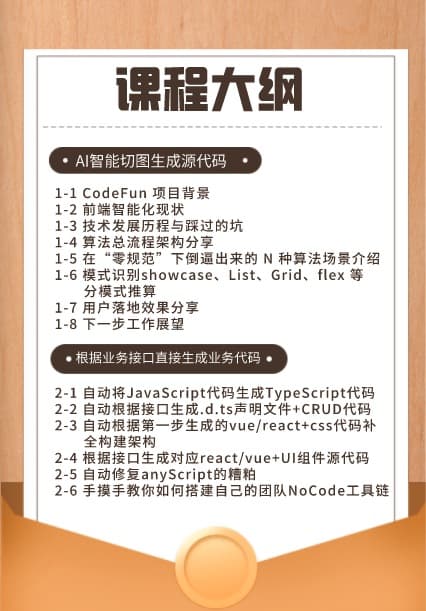 课程大纲
AI智能切图生成源代码
1-1 CodeFun 项目背景
1-2 前端智能化现状
1-3 技术发展历程与踩过的坑
1-4 算法总流程架构分享
1-5 在“零规范”下倒逼出来的 N 种算法场景介绍
1-6 模式识别showcase、List、Grid、flex 等
分模式推算
1-7 用户落地效果分享
1-8 下一步工作展望
根据业务接口直接生成业务代码
2-1 自动将JavaScript代码生成TypeScript代码
2-2 自动根据接口生成.d.ts声明文件+CRUD代码
2-3 自动根据第一步生成的vue/react+css代码补
全构建架构
2-4 根据接口生成对应react/vue+UI组件源代码
2-5 自动修复anyScript的糟粕
2-6 手摸手教你如何搭建自己的团队NoCode工具链